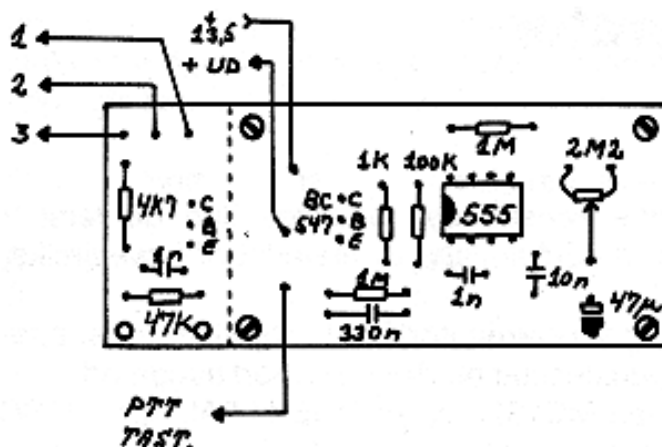 1
2
3
+
13,5
+ UD
4K7
C
B
E
1n
47K
BC
547
C
B
E
1K
100K
1M
330n
1M
555
1n
10n
2M2
47µ
PTT
TAST.